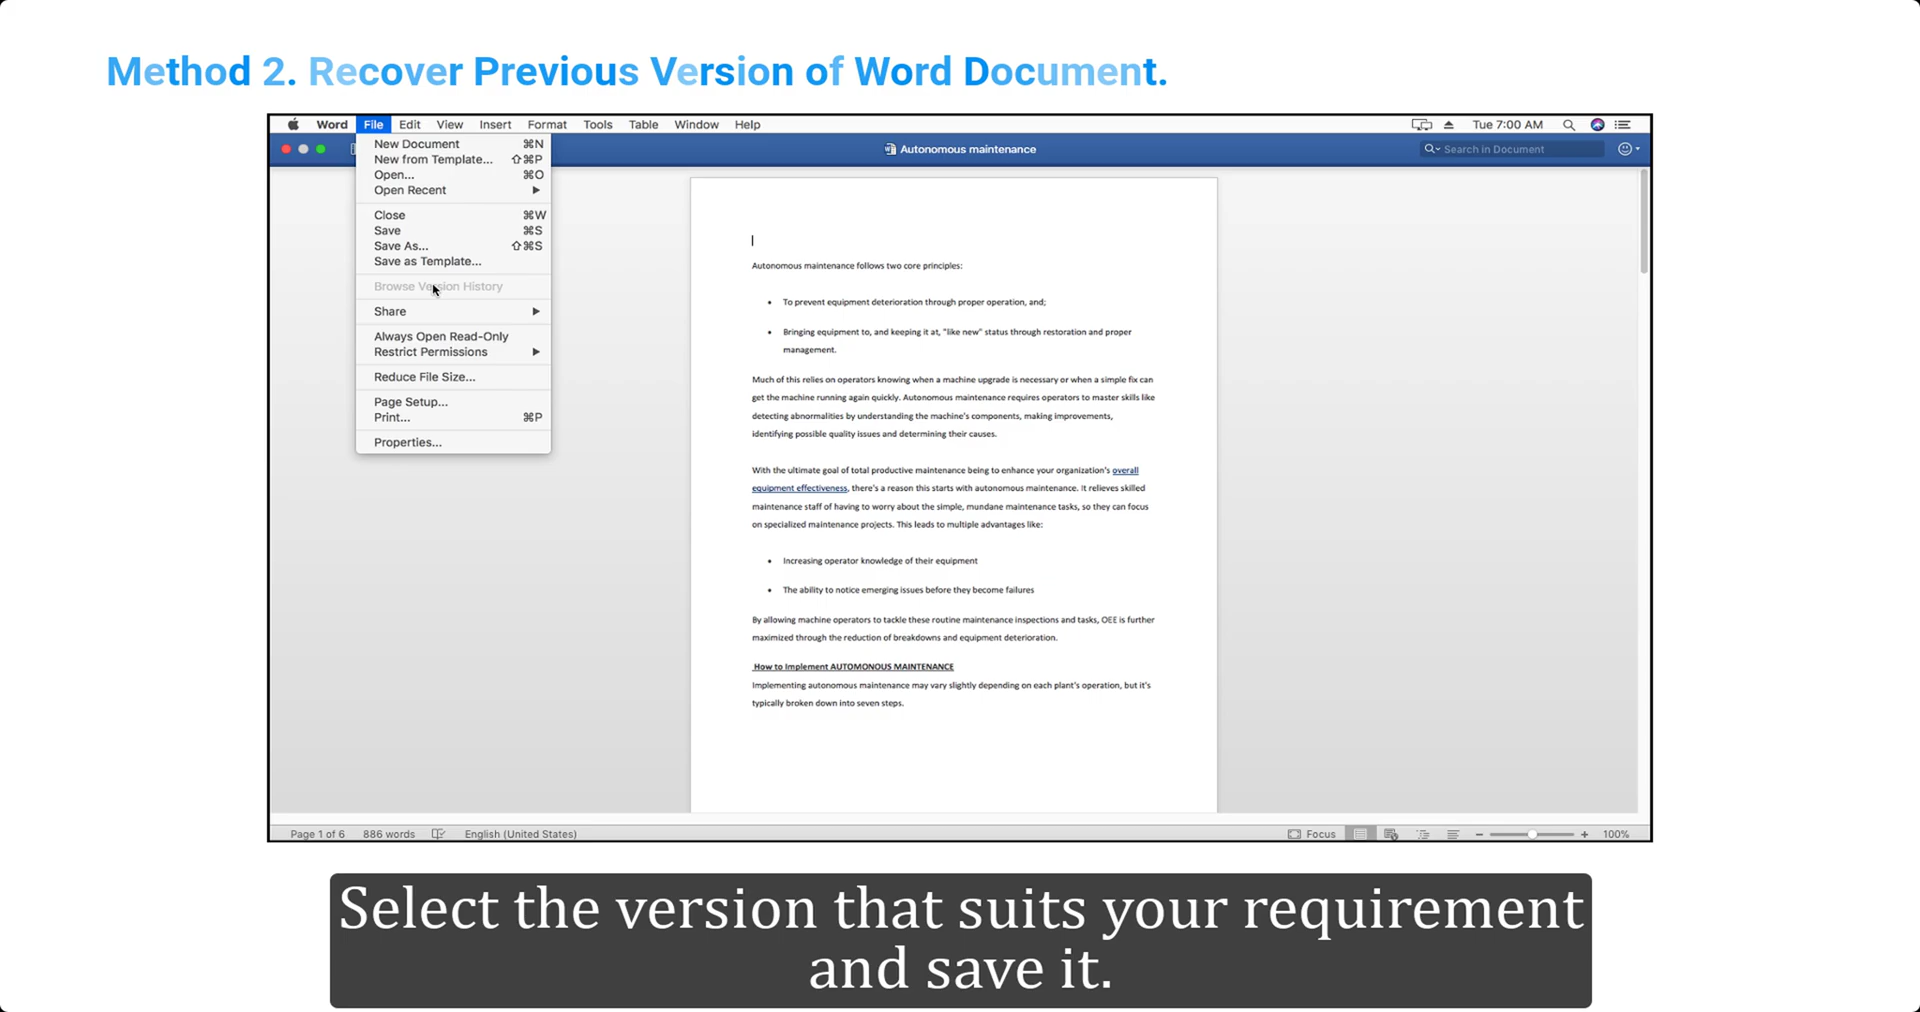 Method 2. Recover Previous Version of Word Document.
Word File Edit View Insert Format Tools Table Window Help Tue 7:00 AM
Autonomous maintenance
Search in Document
New Document ⌘N
New from Template... ⇧⌘P
Open... ⌘O
Open Recent
Close ⌘W
Save ⌘S
Save As... ⇧⌘S
Save as Template...
Browse Version History
Share
Always Open Read-Only
Restrict Permissions
Reduce File Size...
Page Setup...
Print... ⌘P
Properties...
Autonomous maintenance follows two core principles:
• To prevent equipment deterioration through proper operation, and;
• Bringing equipment to, and keeping it at, "like new" status through restoration and proper
management.
Much of this relies on operators knowing when a machine upgrade is necessary or when a simple fix can
get the machine running again quickly. Autonomous maintenance requires operators to master skills like
detecting abnormalities by understanding the machine's components, making improvements,
identifying possible quality issues and determining their causes.
With the ultimate goal of total productive maintenance being to enhance your organization's overall
equipment effectiveness, there's a reason this starts with autonomous maintenance. It relieves skilled
maintenance staff of having to worry about the simple, mundane maintenance tasks, so they can focus
on specialized maintenance projects. This leads to multiple advantages like:
• Increasing operator knowledge of their equipment
• The ability to notice emerging issues before they become failures
By allowing machine operators to tackle these routine maintenance inspections and tasks, OEE is further
maximized through the reduction of breakdowns and equipment deterioration.
How to Implement AUTOMONOUS MAINTENANCE
Implementing autonomous maintenance may vary slightly depending on each plant's operation, but it's
typically broken down into seven steps.
Page 1 of 6 886 words English (United States) Focus 100%
Select the version that suits your requirement
and save it.